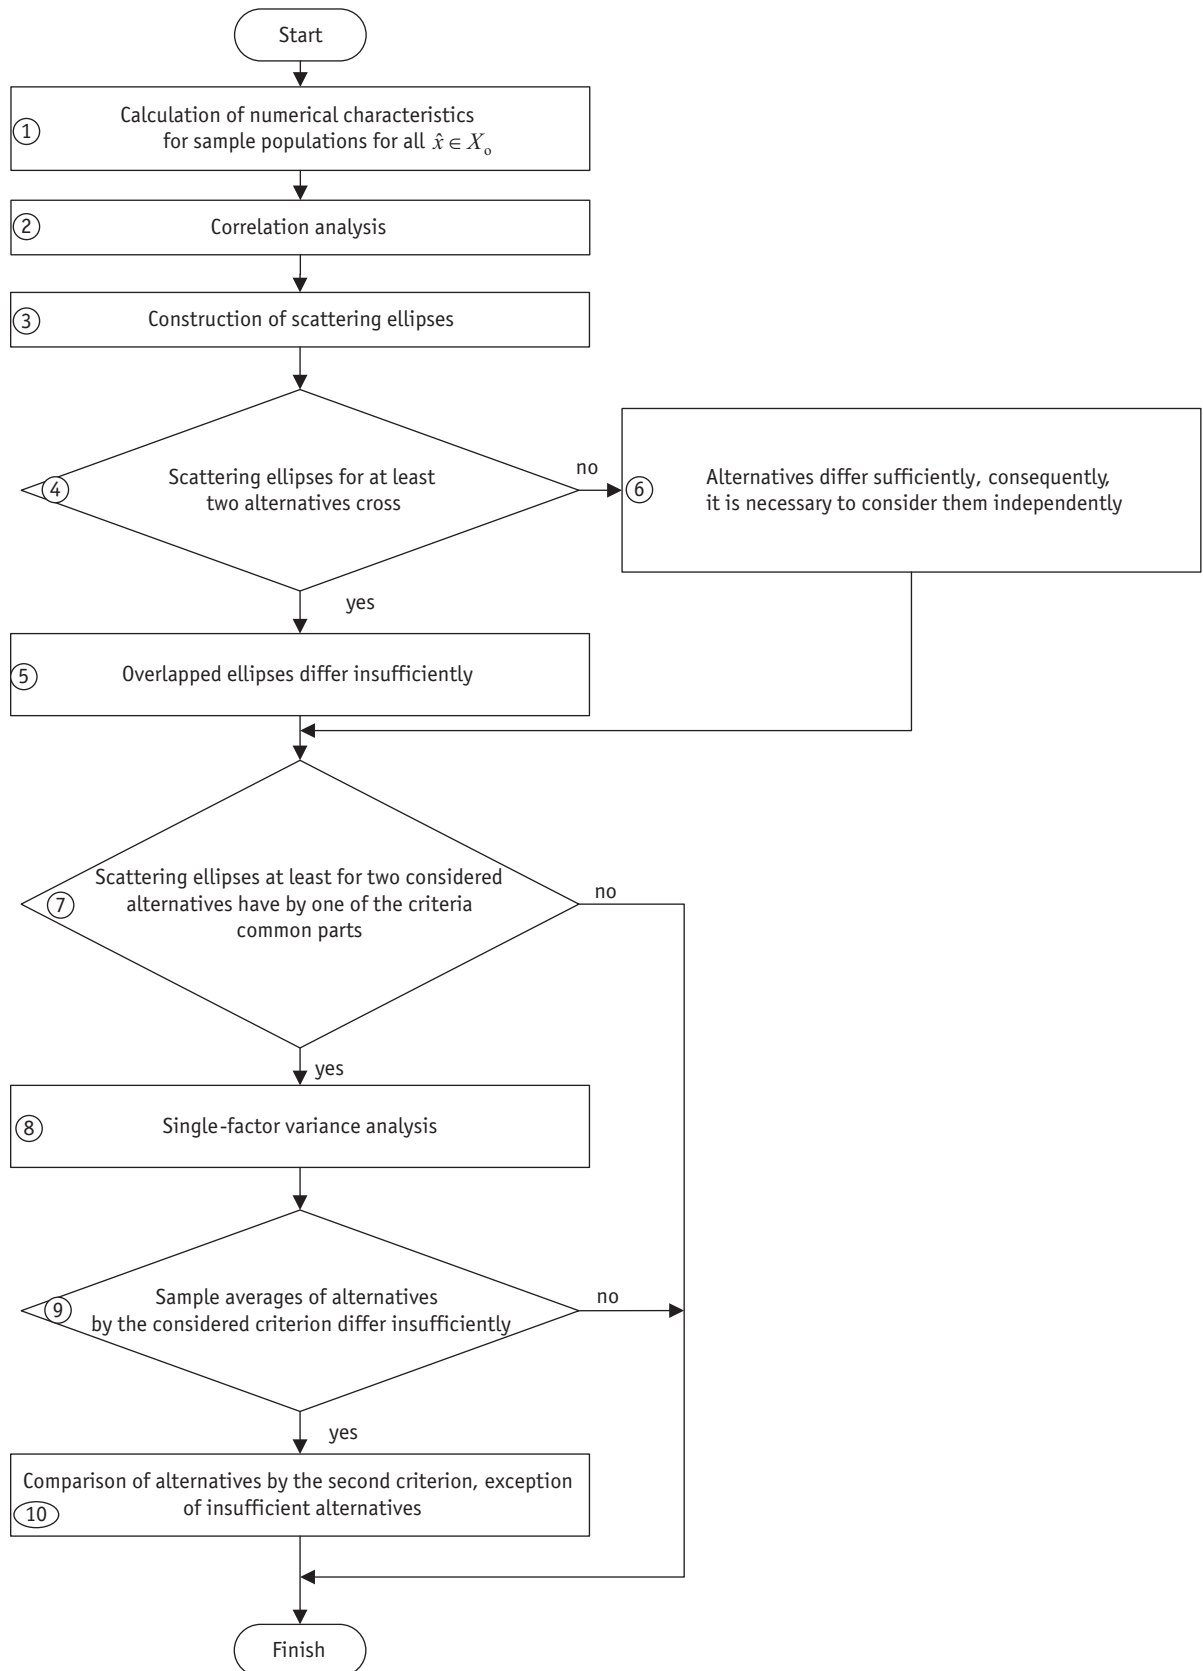 Start
Calculation of numerical characteristics
① for sample populations for all x̂ ∈ Xₒ
② Correlation analysis
③ Construction of scattering ellipses
Scattering ellipses for at least
④ two alternatives cross
no
Alternatives differ sufficiently, consequently,
⑥ it is necessary to consider them independently
yes
⑤ Overlapped ellipses differ insufficiently
Scattering ellipses at least for two considered
⑦ alternatives have by one of the criteria
common parts
no
yes
⑧ Single-factor variance analysis
Sample averages of alternatives
⑨ by the considered criterion differ insufficiently
no
yes
Comparison of alternatives by the second criterion, exception
⑩ of insufficient alternatives
Finish